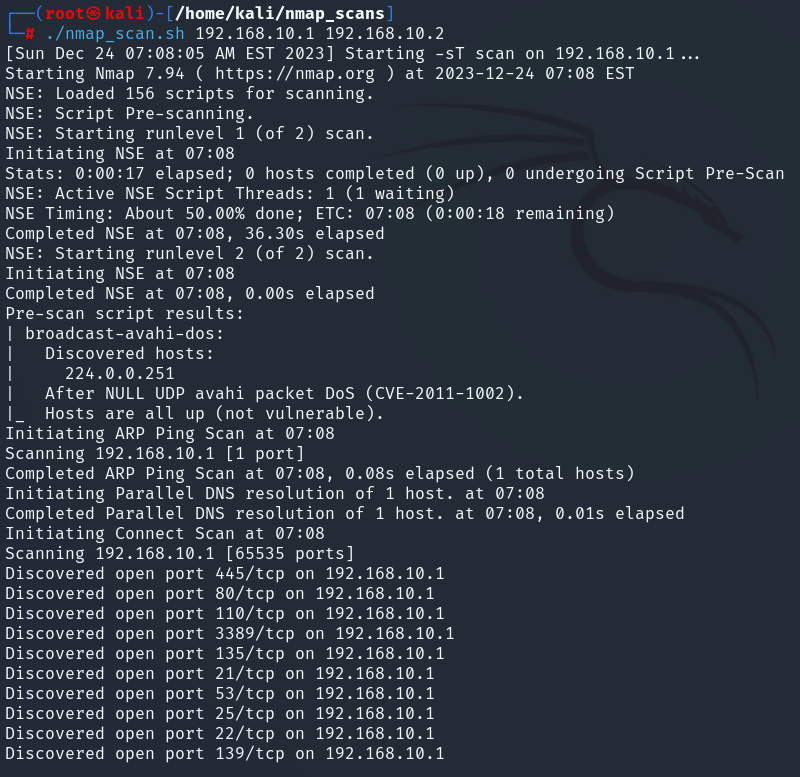 ┌──(root㉿kali)-[/home/kali/nmap_scans]
└─# ./nmap_scan.sh 192.168.10.1 192.168.10.2
[Sun Dec 24 07:08:05 AM EST 2023] Starting -sT scan on 192.168.10.1...
Starting Nmap 7.94 ( https://nmap.org ) at 2023-12-24 07:08 EST
NSE: Loaded 156 scripts for scanning.
NSE: Script Pre-scanning.
NSE: Starting runlevel 1 (of 2) scan.
Initiating NSE at 07:08
Stats: 0:00:17 elapsed; 0 hosts completed (0 up), 0 undergoing Script Pre-Scan
NSE: Active NSE Script Threads: 1 (1 waiting)
NSE Timing: About 50.00% done; ETC: 07:08 (0:00:18 remaining)
Completed NSE at 07:08, 36.30s elapsed
NSE: Starting runlevel 2 (of 2) scan.
Initiating NSE at 07:08
Completed NSE at 07:08, 0.00s elapsed
Pre-scan script results:
| broadcast-avahi-dos:
|   Discovered hosts:
|     224.0.0.251
|   After NULL UDP avahi packet DoS (CVE-2011-1002).
|_  Hosts are all up (not vulnerable).
Initiating ARP Ping Scan at 07:08
Scanning 192.168.10.1 [1 port]
Completed ARP Ping Scan at 07:08, 0.08s elapsed (1 total hosts)
Initiating Parallel DNS resolution of 1 host. at 07:08
Completed Parallel DNS resolution of 1 host. at 07:08, 0.01s elapsed
Initiating Connect Scan at 07:08
Scanning 192.168.10.1 [65535 ports]
Discovered open port 445/tcp on 192.168.10.1
Discovered open port 80/tcp on 192.168.10.1
Discovered open port 110/tcp on 192.168.10.1
Discovered open port 3389/tcp on 192.168.10.1
Discovered open port 135/tcp on 192.168.10.1
Discovered open port 21/tcp on 192.168.10.1
Discovered open port 53/tcp on 192.168.10.1
Discovered open port 25/tcp on 192.168.10.1
Discovered open port 22/tcp on 192.168.10.1
Discovered open port 139/tcp on 192.168.10.1